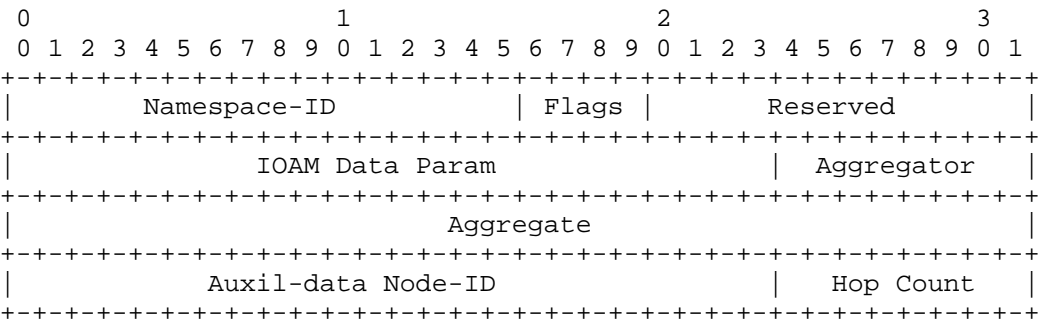 0                   1                   2                   3
 0 1 2 3 4 5 6 7 8 9 0 1 2 3 4 5 6 7 8 9 0 1 2 3 4 5 6 7 8 9 0 1
+-+-+-+-+-+-+-+-+-+-+-+-+-+-+-+-+-+-+-+-+-+-+-+-+-+-+-+-+-+-+-+-+
|        Namespace-ID           | Flags |       Reserved        |
+-+-+-+-+-+-+-+-+-+-+-+-+-+-+-+-+-+-+-+-+-+-+-+-+-+-+-+-+-+-+-+-+
|               IOAM Data Param                 |  Aggregator   |
+-+-+-+-+-+-+-+-+-+-+-+-+-+-+-+-+-+-+-+-+-+-+-+-+-+-+-+-+-+-+-+-+
|                           Aggregate                           |
+-+-+-+-+-+-+-+-+-+-+-+-+-+-+-+-+-+-+-+-+-+-+-+-+-+-+-+-+-+-+-+-+
|            Auxil-data Node-ID                 |   Hop Count   |
+-+-+-+-+-+-+-+-+-+-+-+-+-+-+-+-+-+-+-+-+-+-+-+-+-+-+-+-+-+-+-+-+